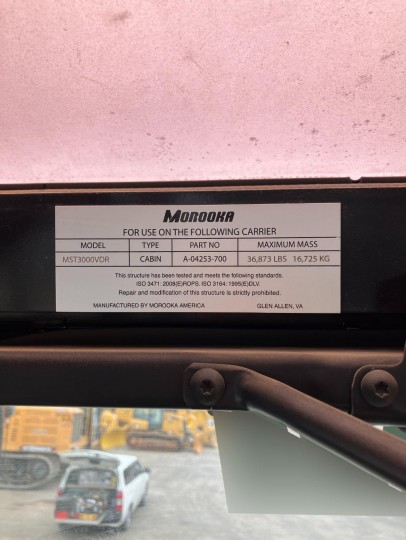 MOROOKA
FOR USE ON THE FOLLOWING CARRIER
MODEL TYPE PART NO MAXIMUM MASS
MST3000VDR CABIN A-04253-700 36,873 LBS 16,725 KG
This structure has been tested and meets the following standards.
ISO 3471: 2008(E)ROPS. ISO 3164: 1995(E)DLV.
Repair and modification of this structure is strictly prohibited.
MANUFACTURED BY MOROOKA AMERICA GLEN ALLEN, VA